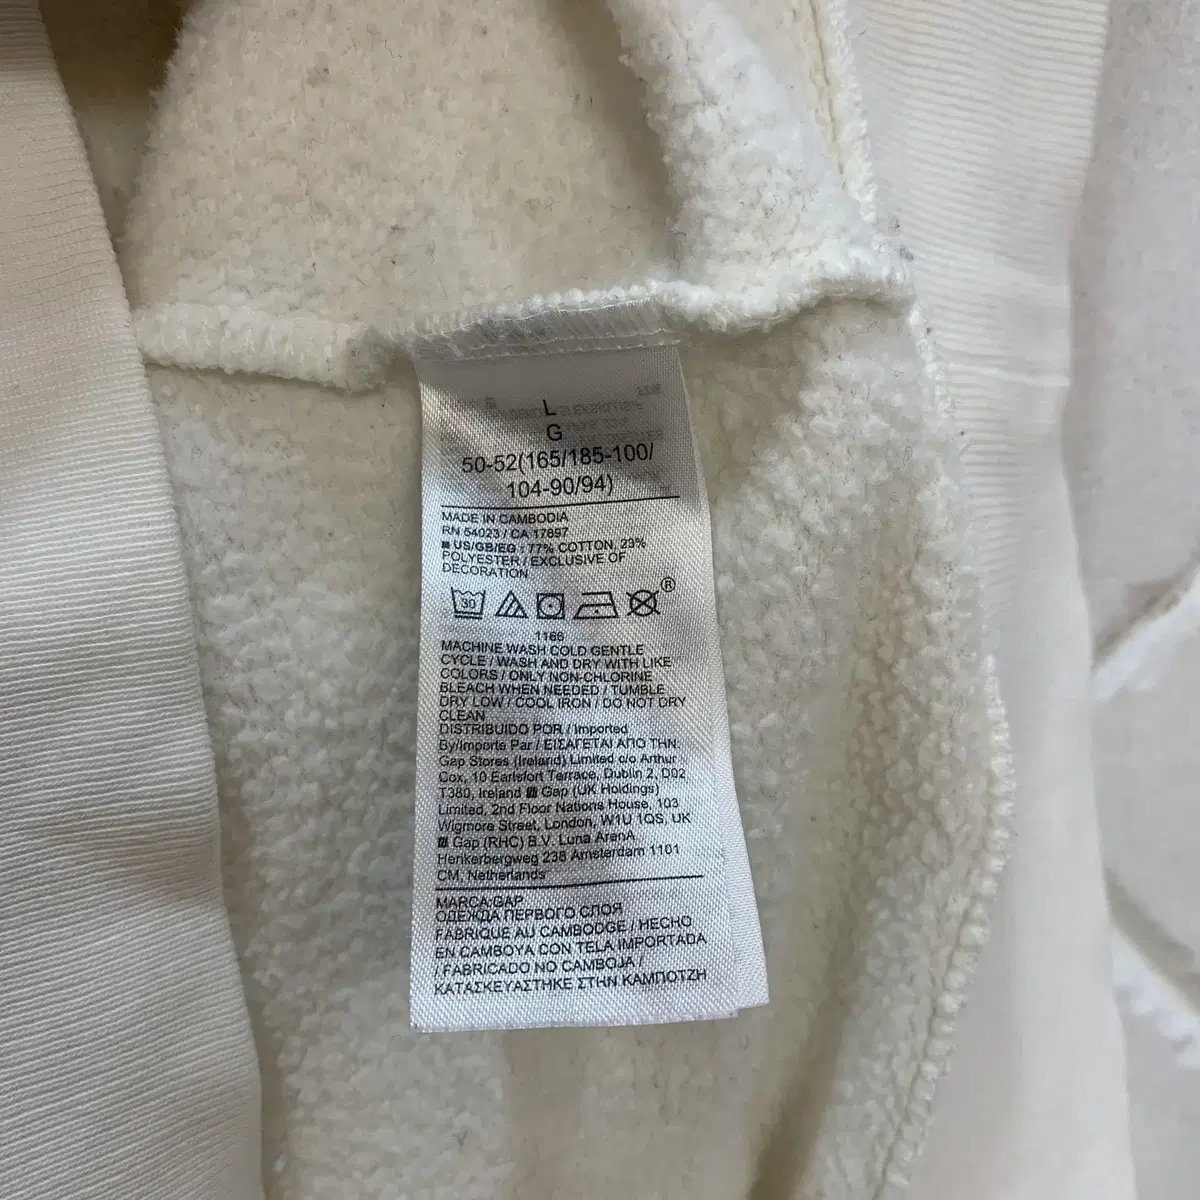 L
G
50-52(165/185-100/
104-90/94)
MADE IN CAMBODIA
RN 54023 / CA 17897
US/GB/EG : 77% COTTON, 23%
POLYESTER / EXCLUSIVE OF
DECORATION
30
®
1166
MACHINE WASH COLD GENTLE
CYCLE / WASH AND DRY WITH LIKE
COLORS / ONLY NON-CHLORINE
BLEACH WHEN NEEDED / TUMBLE
DRY LOW / COOL IRON / DO NOT DRY
CLEAN
DISTRIBUIDO POR / Imported
By/Importe Par / ΕΙΣΑΓΕΤΑΙ ΑΠΟ ΤΗΝ:
Gap Stores (Ireland) Limited c/o Arthur
Cox, 10 Earlsfort Terrace, Dublin 2, D02
T380, Ireland Gap (UK Holdings)
Limited, 2nd Floor Nations House, 103
Wigmore Street, London, W1U 1QS, UK
Gap (RHC) B.V. Luna ArenA,
Herikerbergweg 238 Amsterdam 1101
CM, Netherlands
MARCA:GAP
ОДЕЖДА ПЕРВОГО СЛОЯ
FABRIQUE AU CAMBODGE / HECHO
EN CAMBOYA CON TELA IMPORTADA
/ FABRICADO NO CAMBOJA /
ΚΑΤΑΣΚΕΥΑΣΤΗΚΕ ΣΤΗΝ ΚΑΜΠΟΤΖΗ